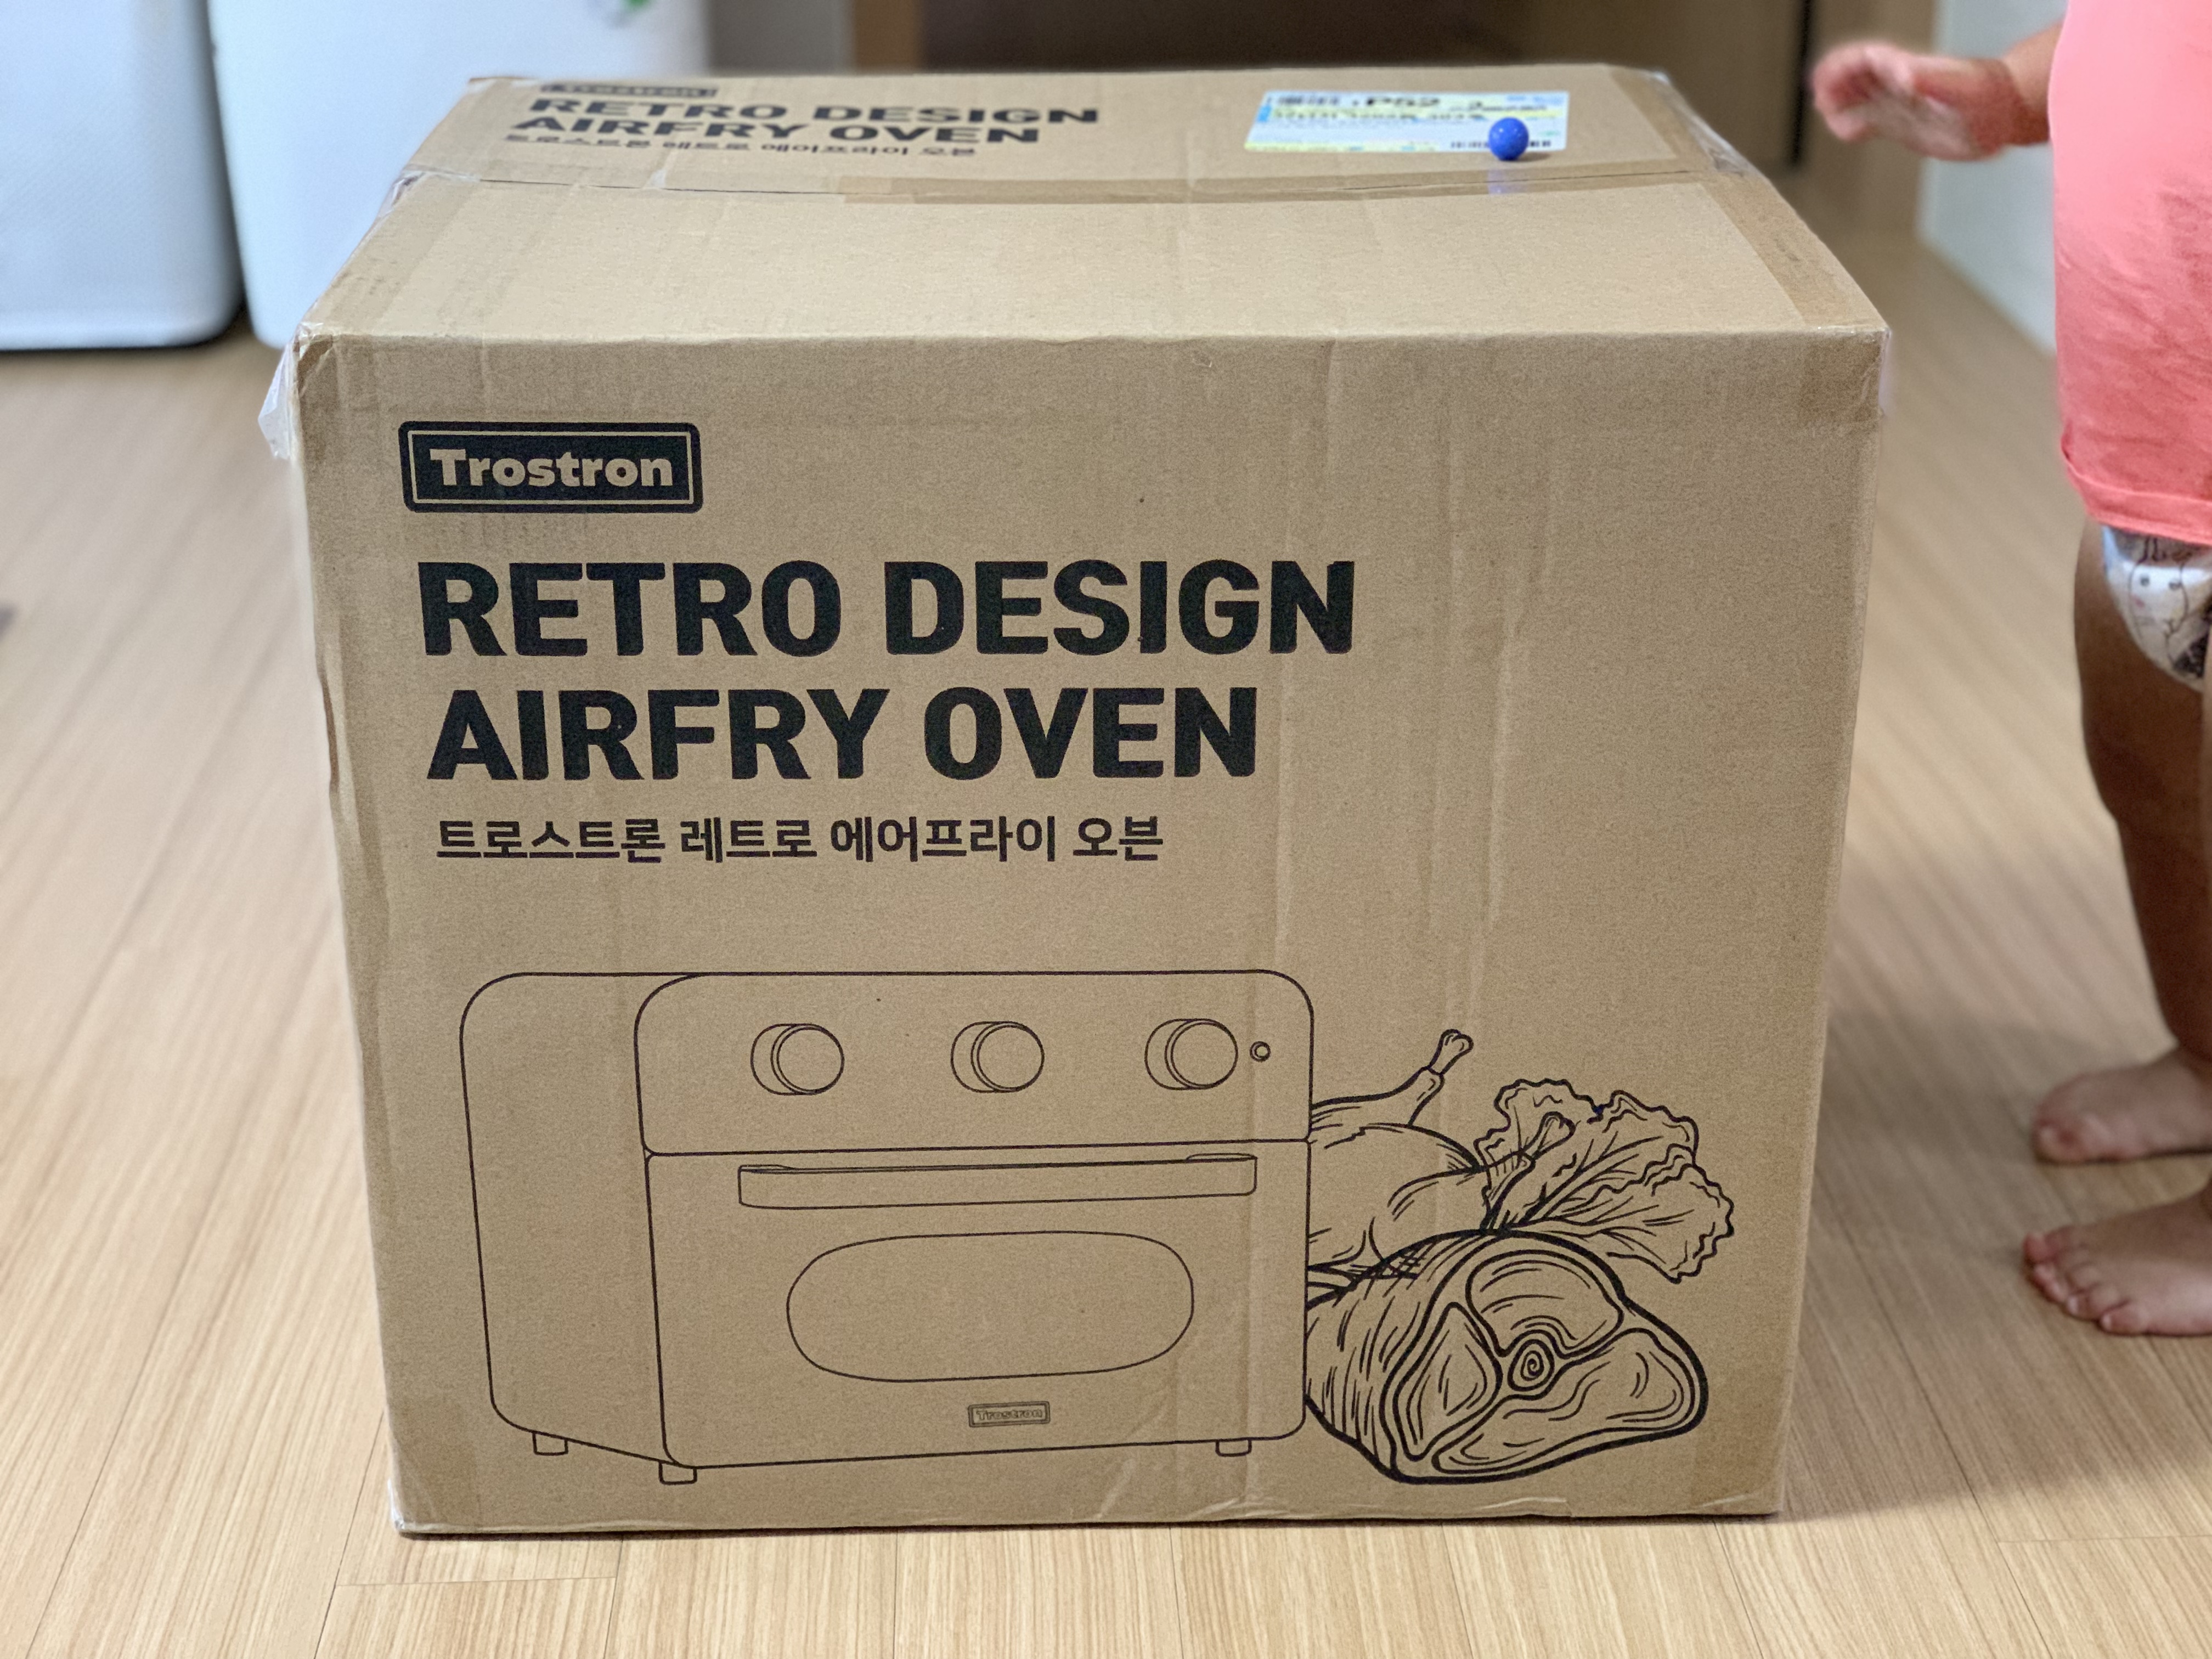 Trostron
RETRO DESIGN
AIRFRY OVEN
트로스트론 레트로 에어프라이 오븐
P52
Trostron
RETRO DESIGN
AIRFRY OVEN
트로스트론 레트로 에어프라이 오븐
Trostron